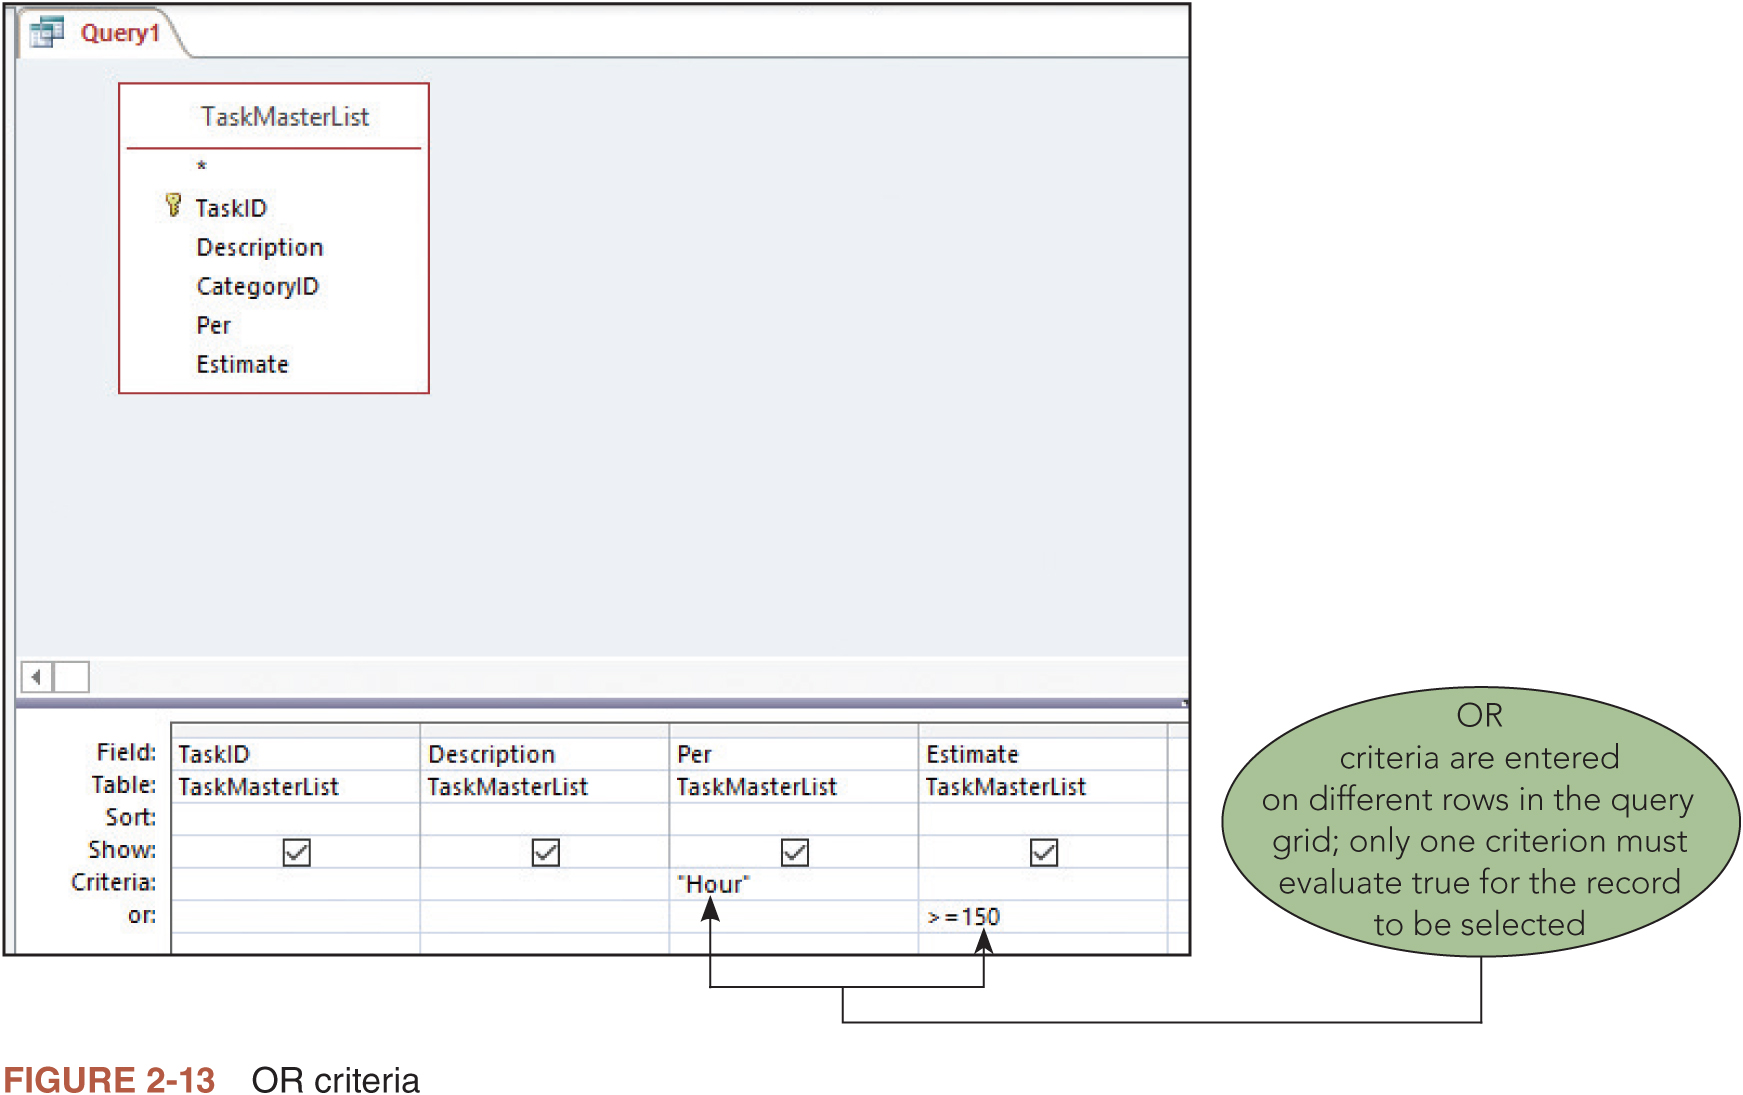 Query1
TaskMasterList
*
TaskID
Description
CategoryID
Per
Estimate
Field: TaskID Description Per Estimate
Table: TaskMasterList TaskMasterList TaskMasterList TaskMasterList
Sort:
Show:
Criteria: "Hour"
or: >=150
OR
criteria are entered
on different rows in the query
grid; only one criterion must
evaluate true for the record
to be selected
FIGURE 2-13 OR criteria